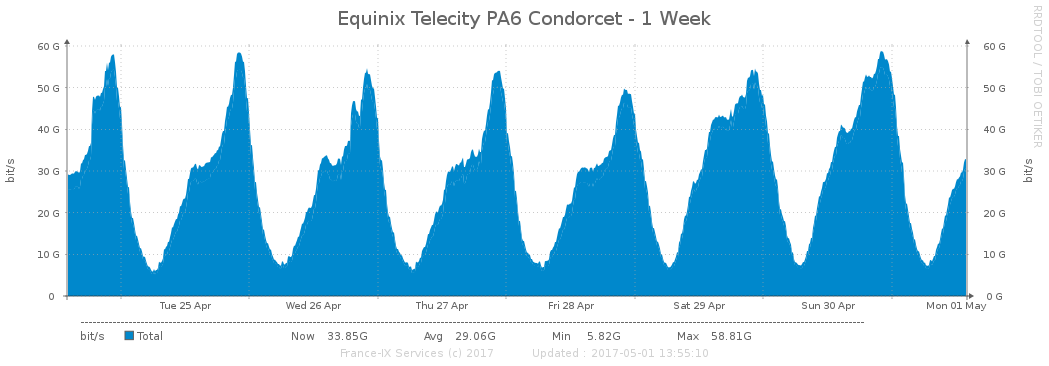 Equinix Telecity PA6 Condorcet - 1 Week
RRDTOOL / TOBI OETIKER
bit/s
60 G
50 G
40 G
30 G
20 G
10 G
0
60 G
50 G
40 G
30 G
20 G
10 G
0 G
bit/s
Tue 25 Apr Wed 26 Apr Thu 27 Apr Fri 28 Apr Sat 29 Apr Sun 30 Apr Mon 01 May
bit/s Total Now 33.85G Avg 29.06G Min 5.82G Max 58.81G
France-IX Services (c) 2017 Updated : 2017-05-01 13:55:10